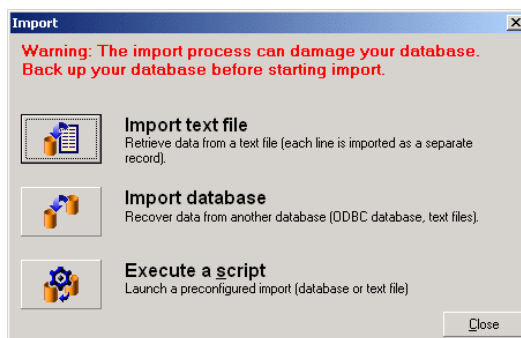 Import
Warning: The import process can damage your database.
Back up your database before starting import.
Import text file
Retrieve data from a text file (each line is imported as a separate
record).
Import database
Recover data from another database (ODBC database, text files).
Execute a script
Launch a preconfigured import (database or text file)
Close